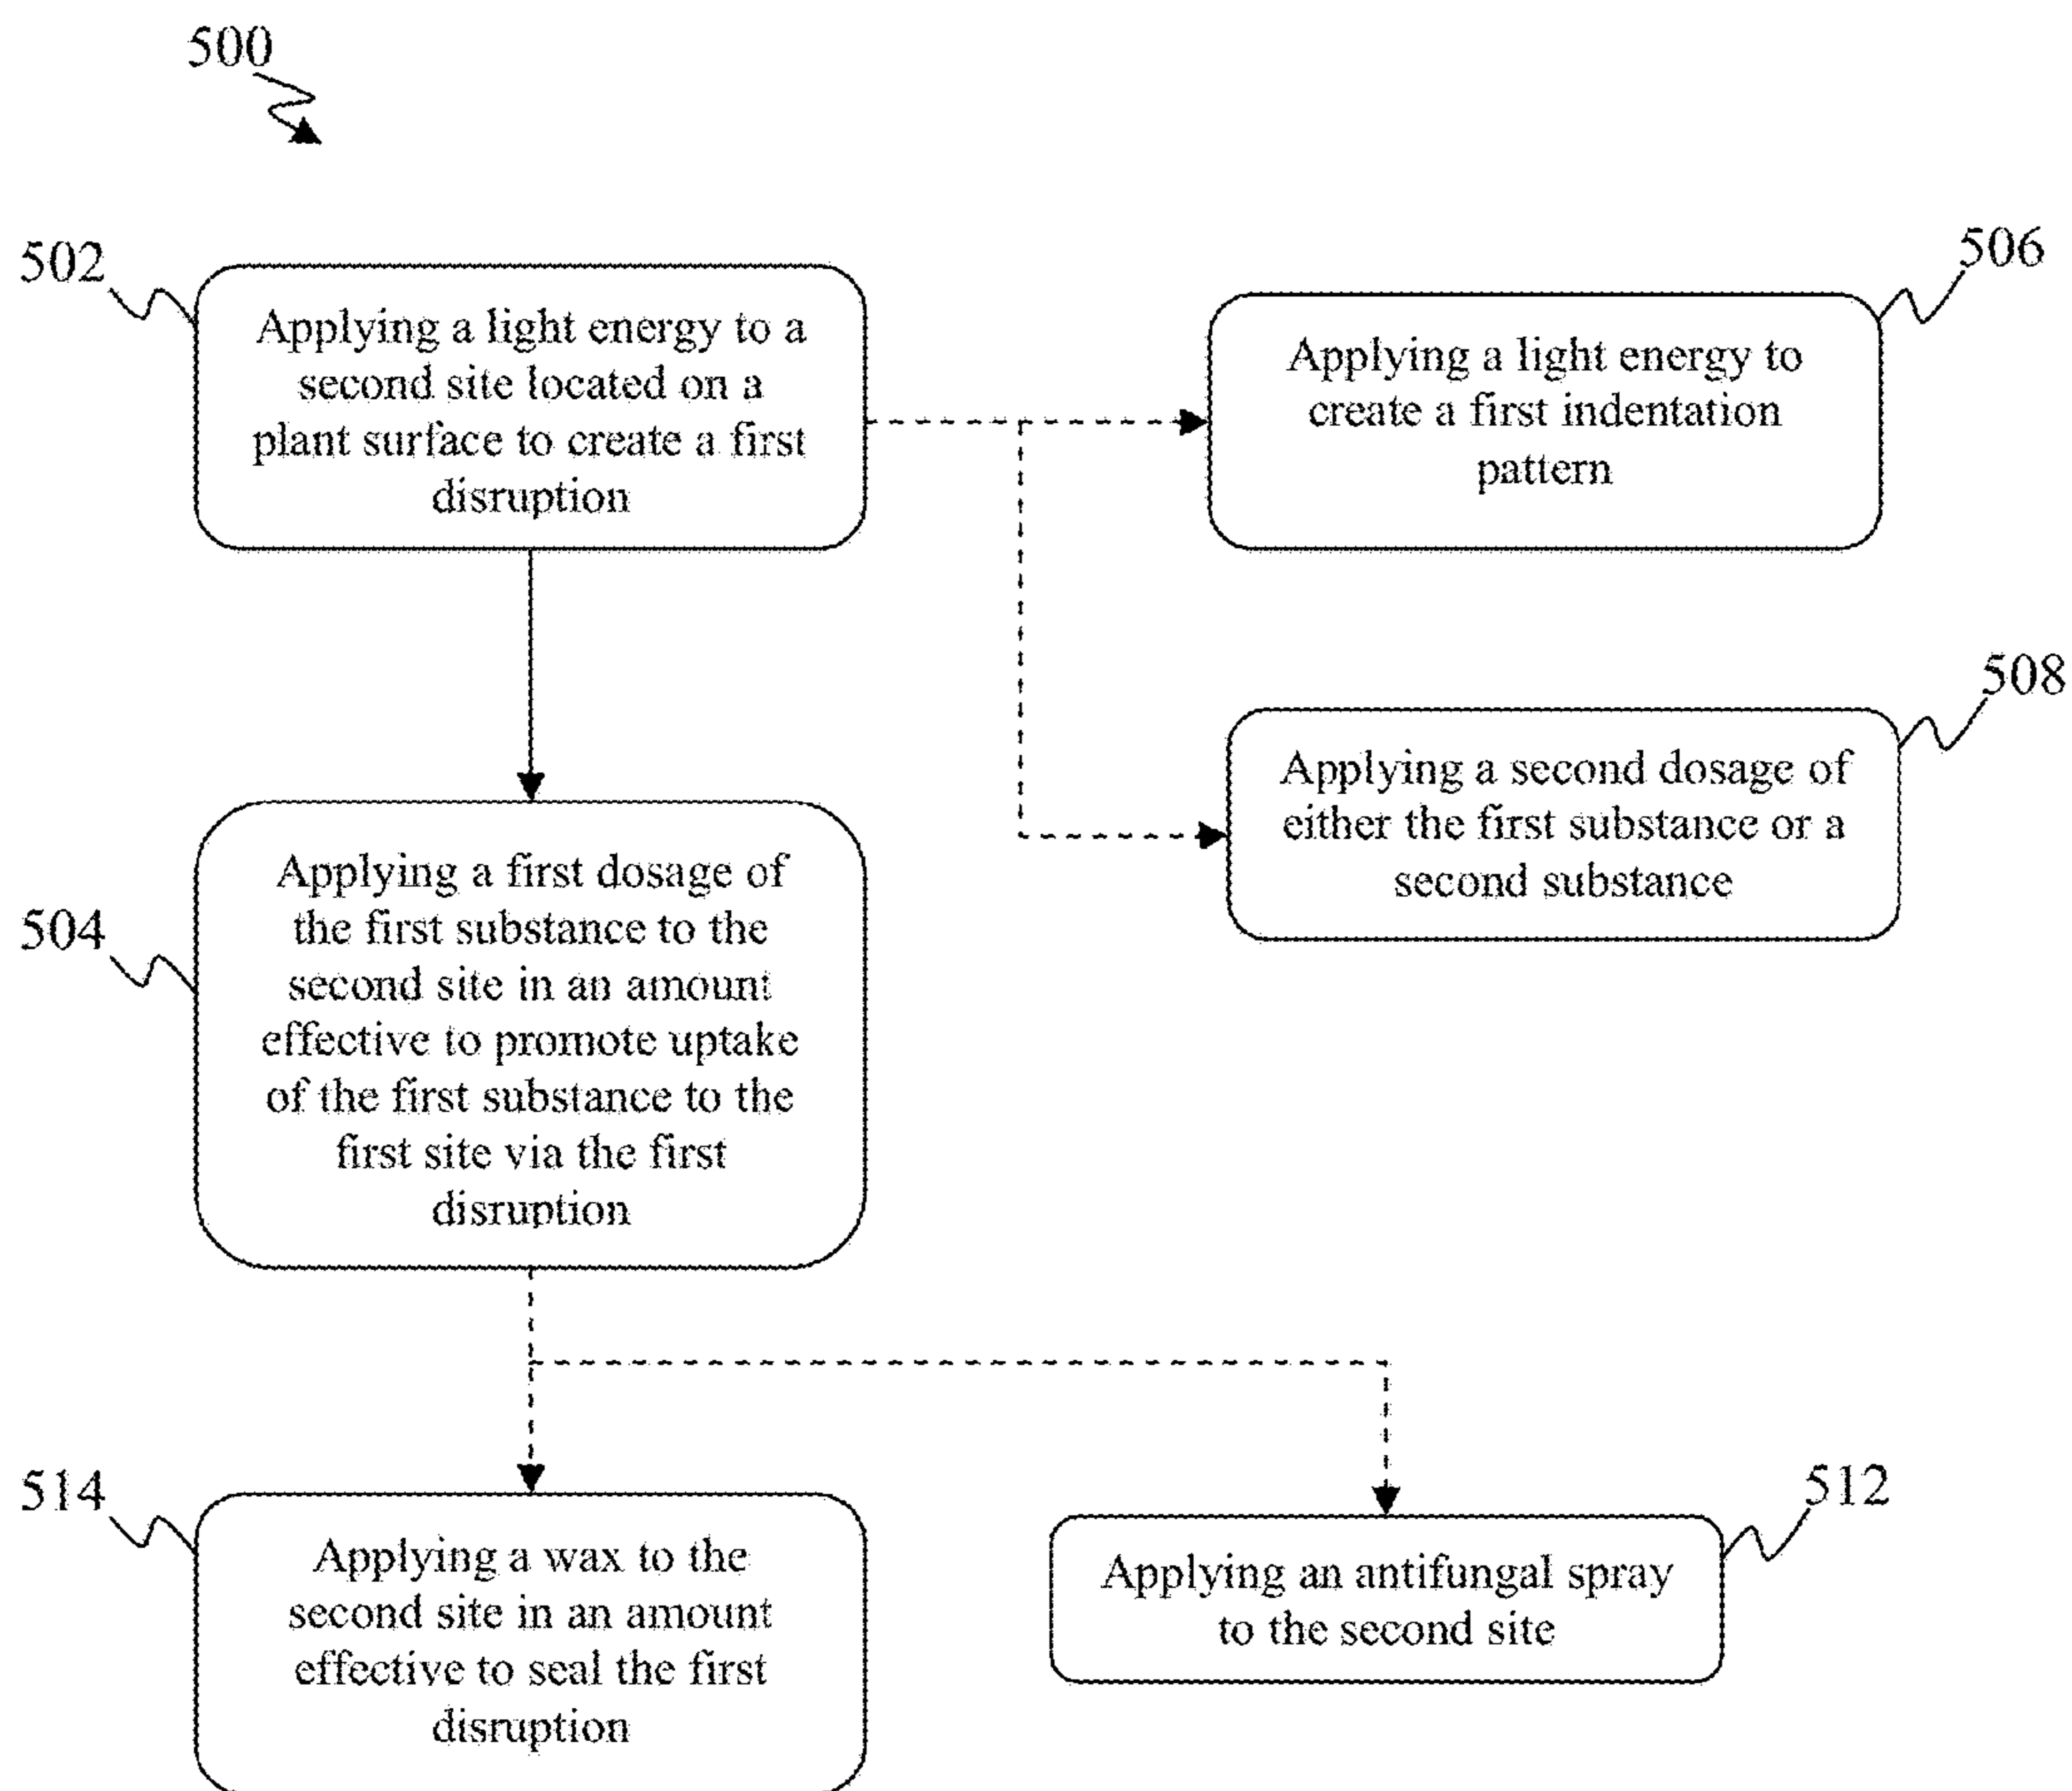 500
502
Applying a light energy to a
second site located on a
plant surface to create a first
disruption
506
Applying a light energy to
create a first indentation
pattern
508
Applying a second dosage of
either the first substance or a
second substance
504
Applying a first dosage of
the first substance to the
second site in an amount
effective to promote uptake
of the first substance to the
first site via the first
disruption
514
Applying a wax to the
second site in an amount
effective to seal the first
disruption
512
Applying an antifungal spray
to the second site